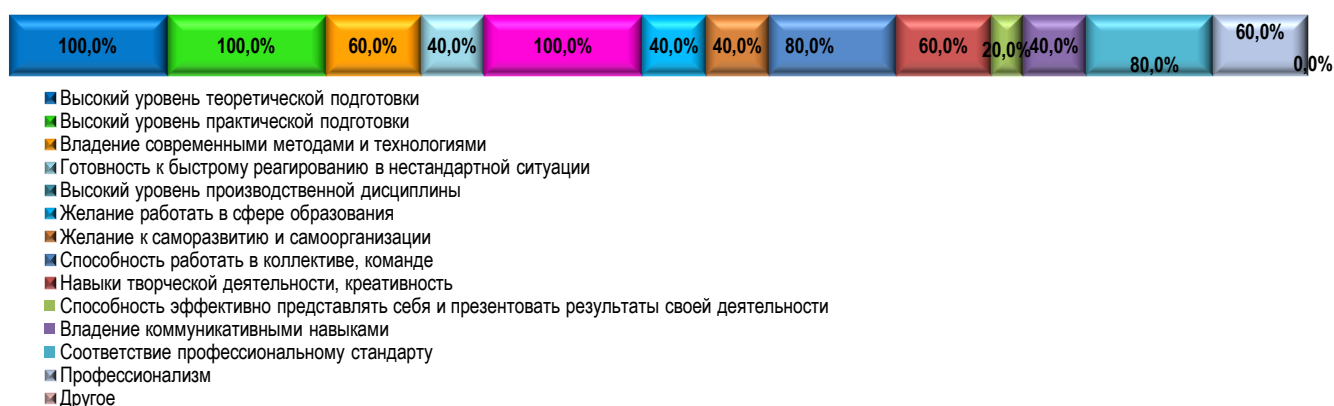 100,0% 100,0% 60,0% 40,0% 100,0% 40,0% 40,0% 80,0% 60,0% 20,0% 40,0% 80,0% 60,0% 0,0%
Высокий уровень теоретической подготовки
Высокий уровень практической подготовки
Владение современными методами и технологиями
Готовность к быстрому реагированию в нестандартной ситуации
Высокий уровень производственной дисциплины
Желание работать в сфере образования
Желание к саморазвитию и самоорганизации
Способность работать в коллективе, команде
Навыки творческой деятельности, креативность
Способность эффективно представлять себя и презентовать результаты своей деятельности
Владение коммуникативными навыками
Соответствие профессиональному стандарту
Профессионализм
Другое